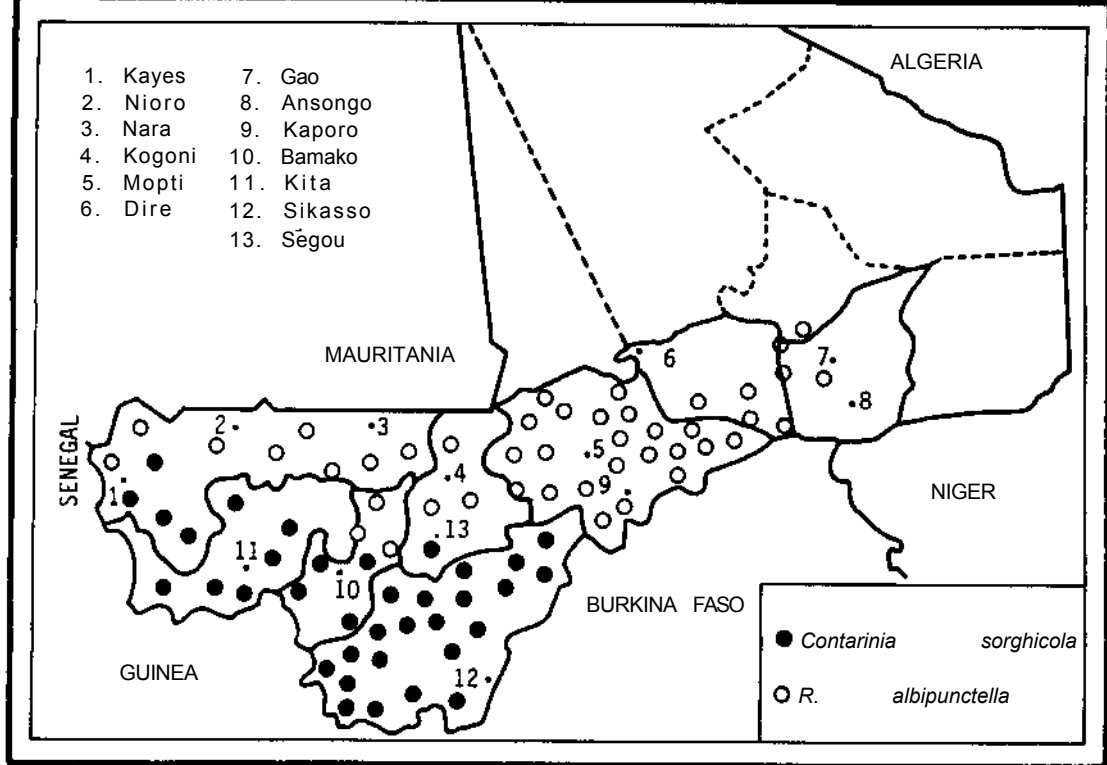 1. Kayes
2. Nioro
3. Nara
4. Kogoni
5. Mopti
6. Dire
7. Gao
8. Ansongo
9. Kaporo
10. Bamako
11. Kita
12. Sikasso
13. Ségou
ALGERIA
MAURITANIA
SENEGAL
NIGER
BURKINA FASO
GUINEA
6
7
8
2
3
5
4
9
1
13
11
10
12
Contarinia sorghicola
R. albipunctella